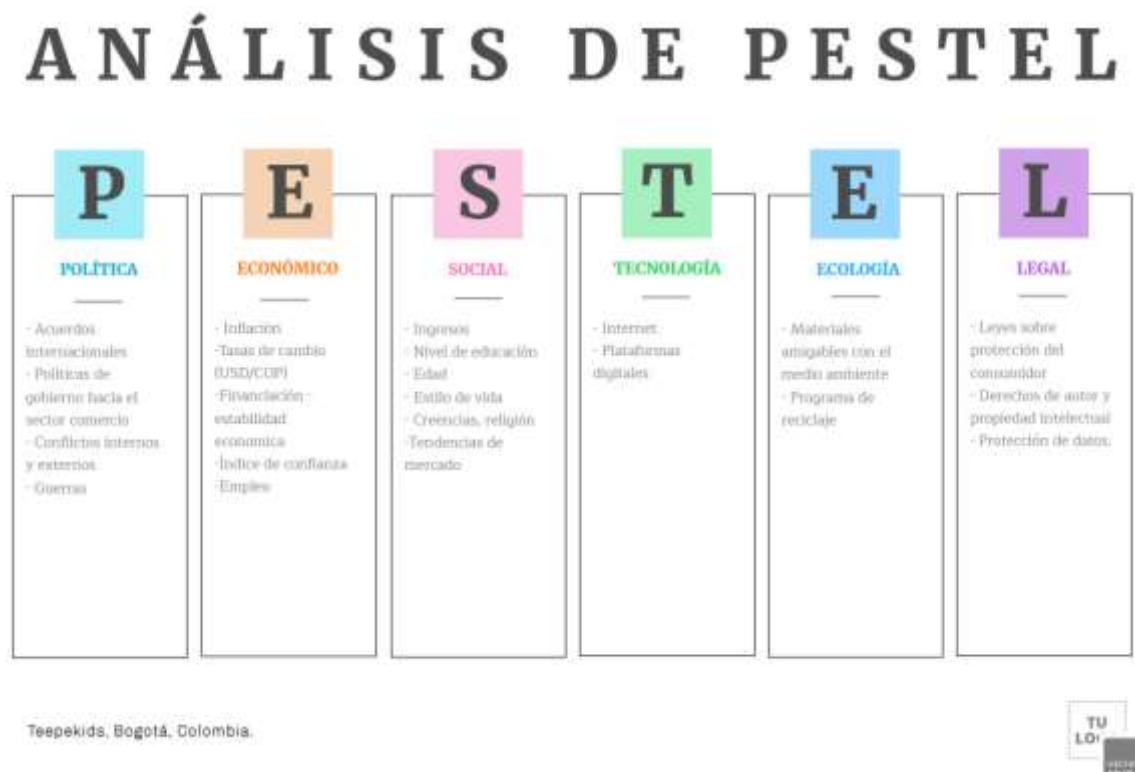 ANÁLISIS DE PESTEL
P
POLÍTICA
- Acuerdos
internacionales
- Políticas de
gobierno hacia el
sector comercio
- Conflictos internos
y externos
- Guerras
E
ECONÓMICO
- Inflación
-Tasas de cambio
(USD/COP)
-Financiación -
estabilidad
economica
-Índice de confianza
-Empleo
S
SOCIAL
- Ingresos
- Nivel de educación
- Edad
- Estilo de vida
- Creencias, religión
-Tendencias de
mercado
T
TECNOLOGÍA
- Internet
- Plataformas
digitales
E
ECOLOGÍA
- Materiales
amigables con el
medio ambiente
- Programa de
reciclaje
L
LEGAL
- Leyes sobre
protección del
consumidor
- Derechos de autor y
propiedad intelectual
- Protección de datos.
Teepekids, Bogotá, Colombia.
TU